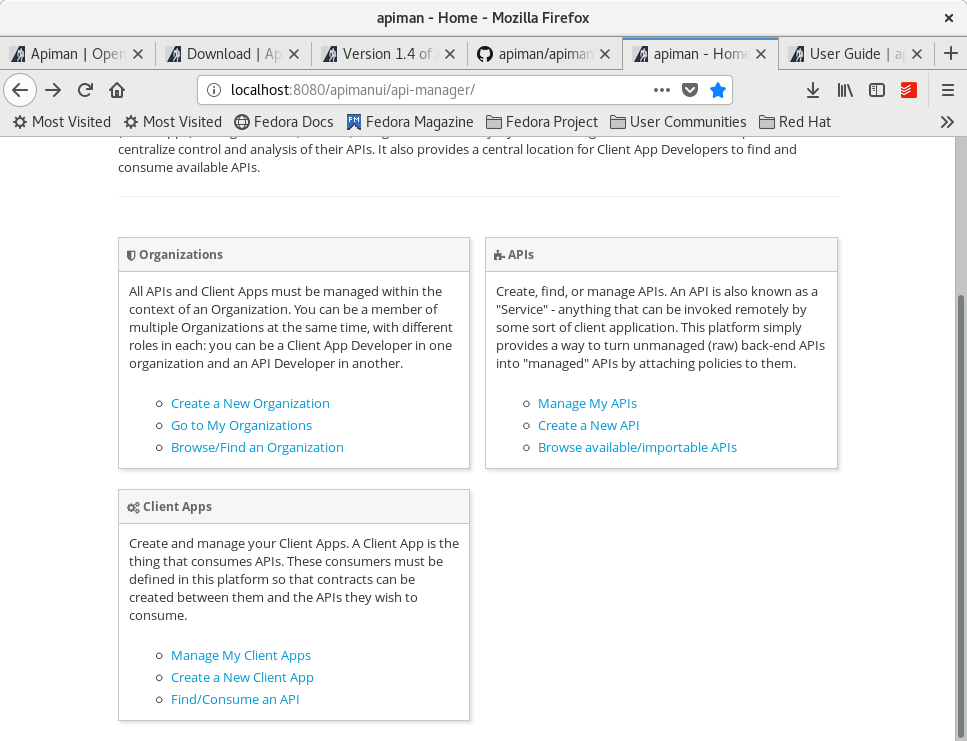 apiman - Home - Mozilla Firefox
Apiman | Open
Download | Ap
Version 1.4 of
apiman/apiman
apiman - Home
User Guide | ap
localhost:8080/apimanui/api-manager/
Most Visited
Most Visited
Fedora Docs
Fedora Magazine
Fedora Project
User Communities
Red Hat
centralize control and analysis of their APIs. It also provides a central location for Client App Developers to find and
consume available APIs.
Organizations
All APIs and Client Apps must be managed within the
context of an Organization. You can be a member of
multiple Organizations at the same time, with different
roles in each: you can be a Client App Developer in one
organization and an API Developer in another.
Create a New Organization
Go to My Organizations
Browse/Find an Organization
APIs
Create, find, or manage APIs. An API is also known as a
"Service" - anything that can be invoked remotely by
some sort of client application. This platform simply
provides a way to turn unmanaged (raw) back-end APIs
into "managed" APIs by attaching policies to them.
Manage My APIs
Create a New API
Browse available/importable APIs
Client Apps
Create and manage your Client Apps. A Client App is the
thing that consumes APIs. These consumers must be
defined in this platform so that contracts can be
created between them and the APIs they wish to
consume.
Manage My Client Apps
Create a New Client App
Find/Consume an API